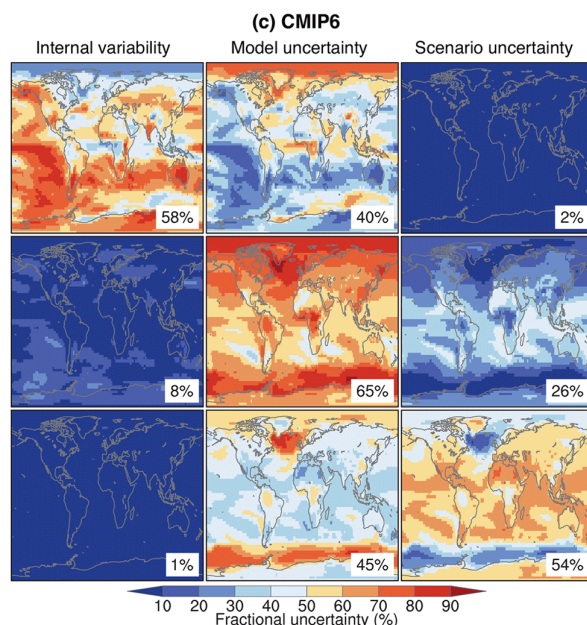 (c) CMIP6
Internal variability Model uncertainty Scenario uncertainty
58% 40% 2%
8% 65% 26%
1% 45% 54%
10 20 30 40 50 60 70 80 90
Fractional uncertainty (%)